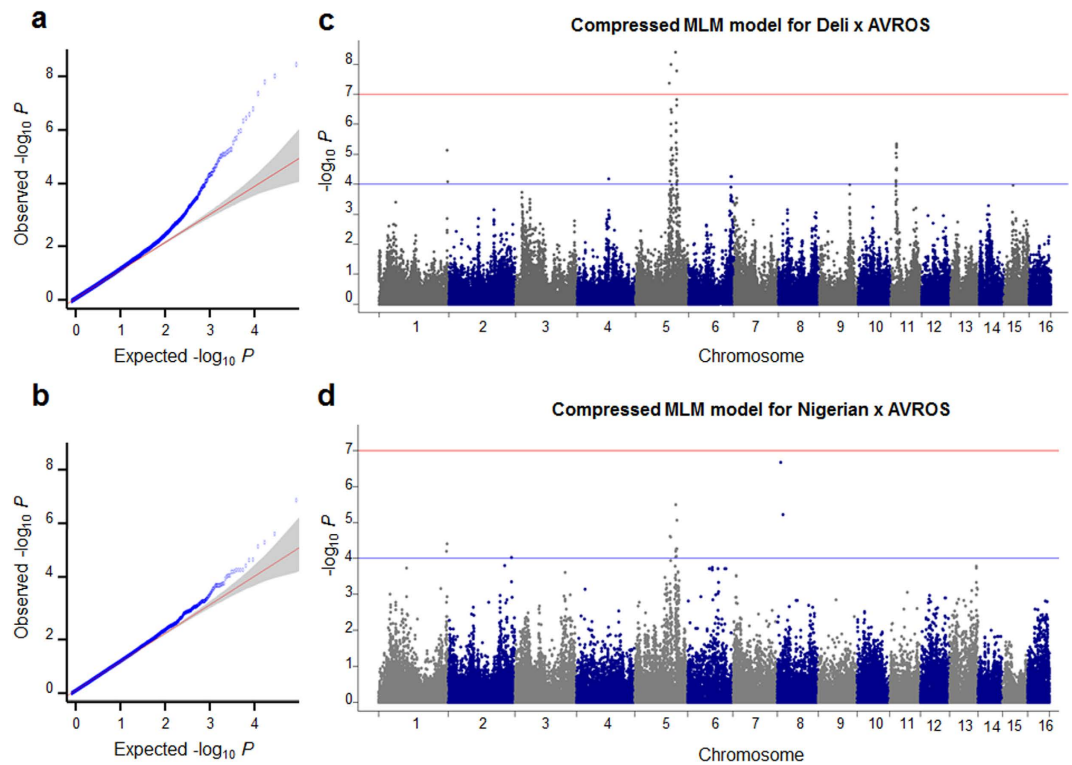 a
Observed -log10 P
8
6
4
2
0
0 1 2 3 4
Expected -log10 P
c
Compressed MLM model for Deli x AVROS
-log10 P
8
7
6
5
4
3
2
1
0
1 2 3 4 5 6 7 8 9 10 11 12 13 14 15 16
Chromosome
b
Observed -log10 P
8
6
4
2
0
0 1 2 3 4
Expected -log10 P
d
Compressed MLM model for Nigerian x AVROS
-log10 P
7
6
5
4
3
2
1
0
1 2 3 4 5 6 7 8 9 10 11 12 13 14 15 16
Chromosome